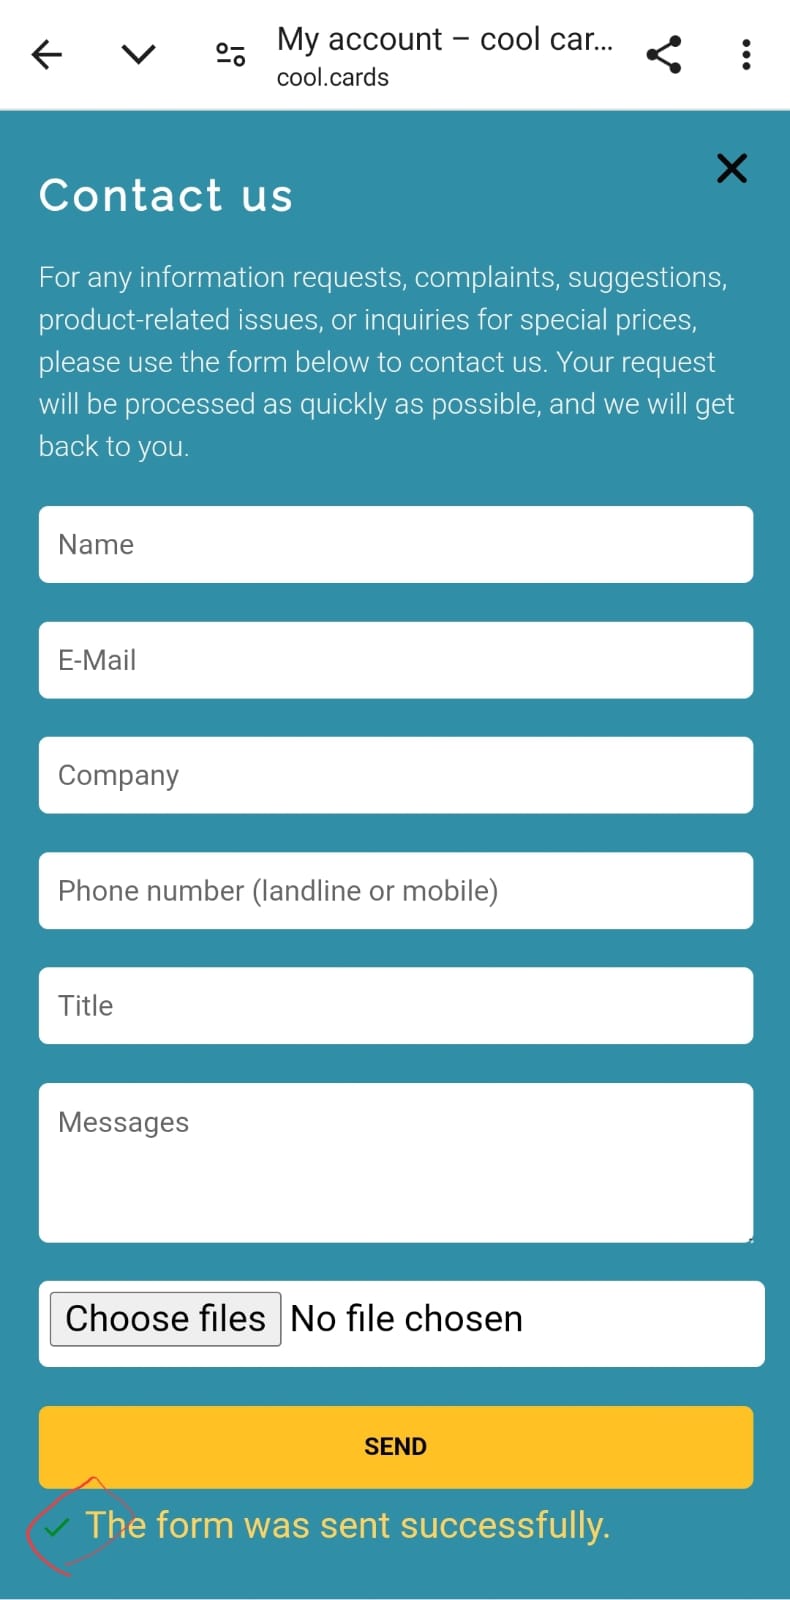 My account – cool car...
cool.cards
Contact us
For any information requests, complaints, suggestions,
product-related issues, or inquiries for special prices,
please use the form below to contact us. Your request
will be processed as quickly as possible, and we will get
back to you.
Name
E-Mail
Company
Phone number (landline or mobile)
Title
Messages
Choose files No file chosen
SEND
The form was sent successfully.